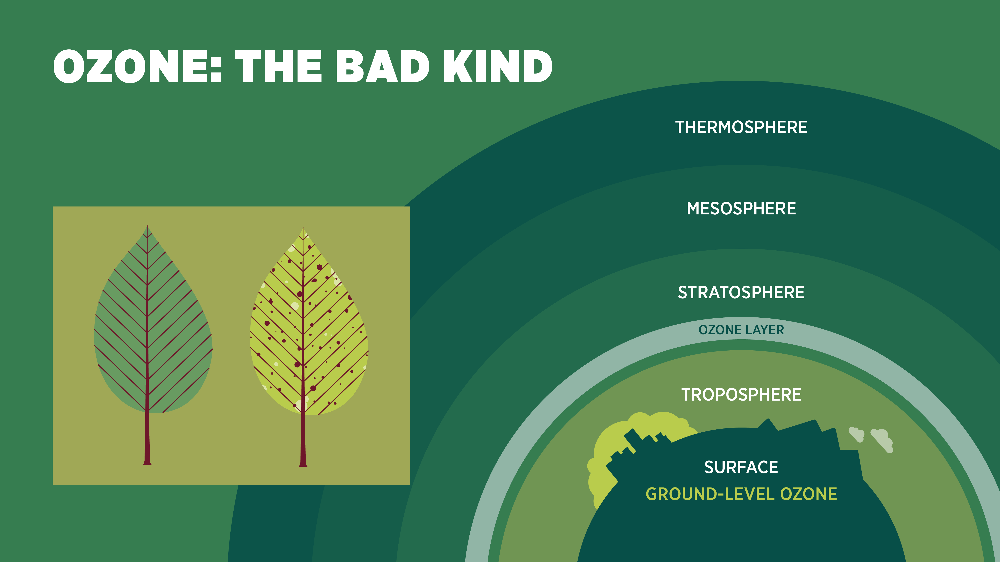 OZONE: THE BAD KIND
THERMOSPHERE
MESOSPHERE
STRATOSPHERE
OZONE LAYER
TROPOSPHERE
SURFACE
GROUND-LEVEL OZONE